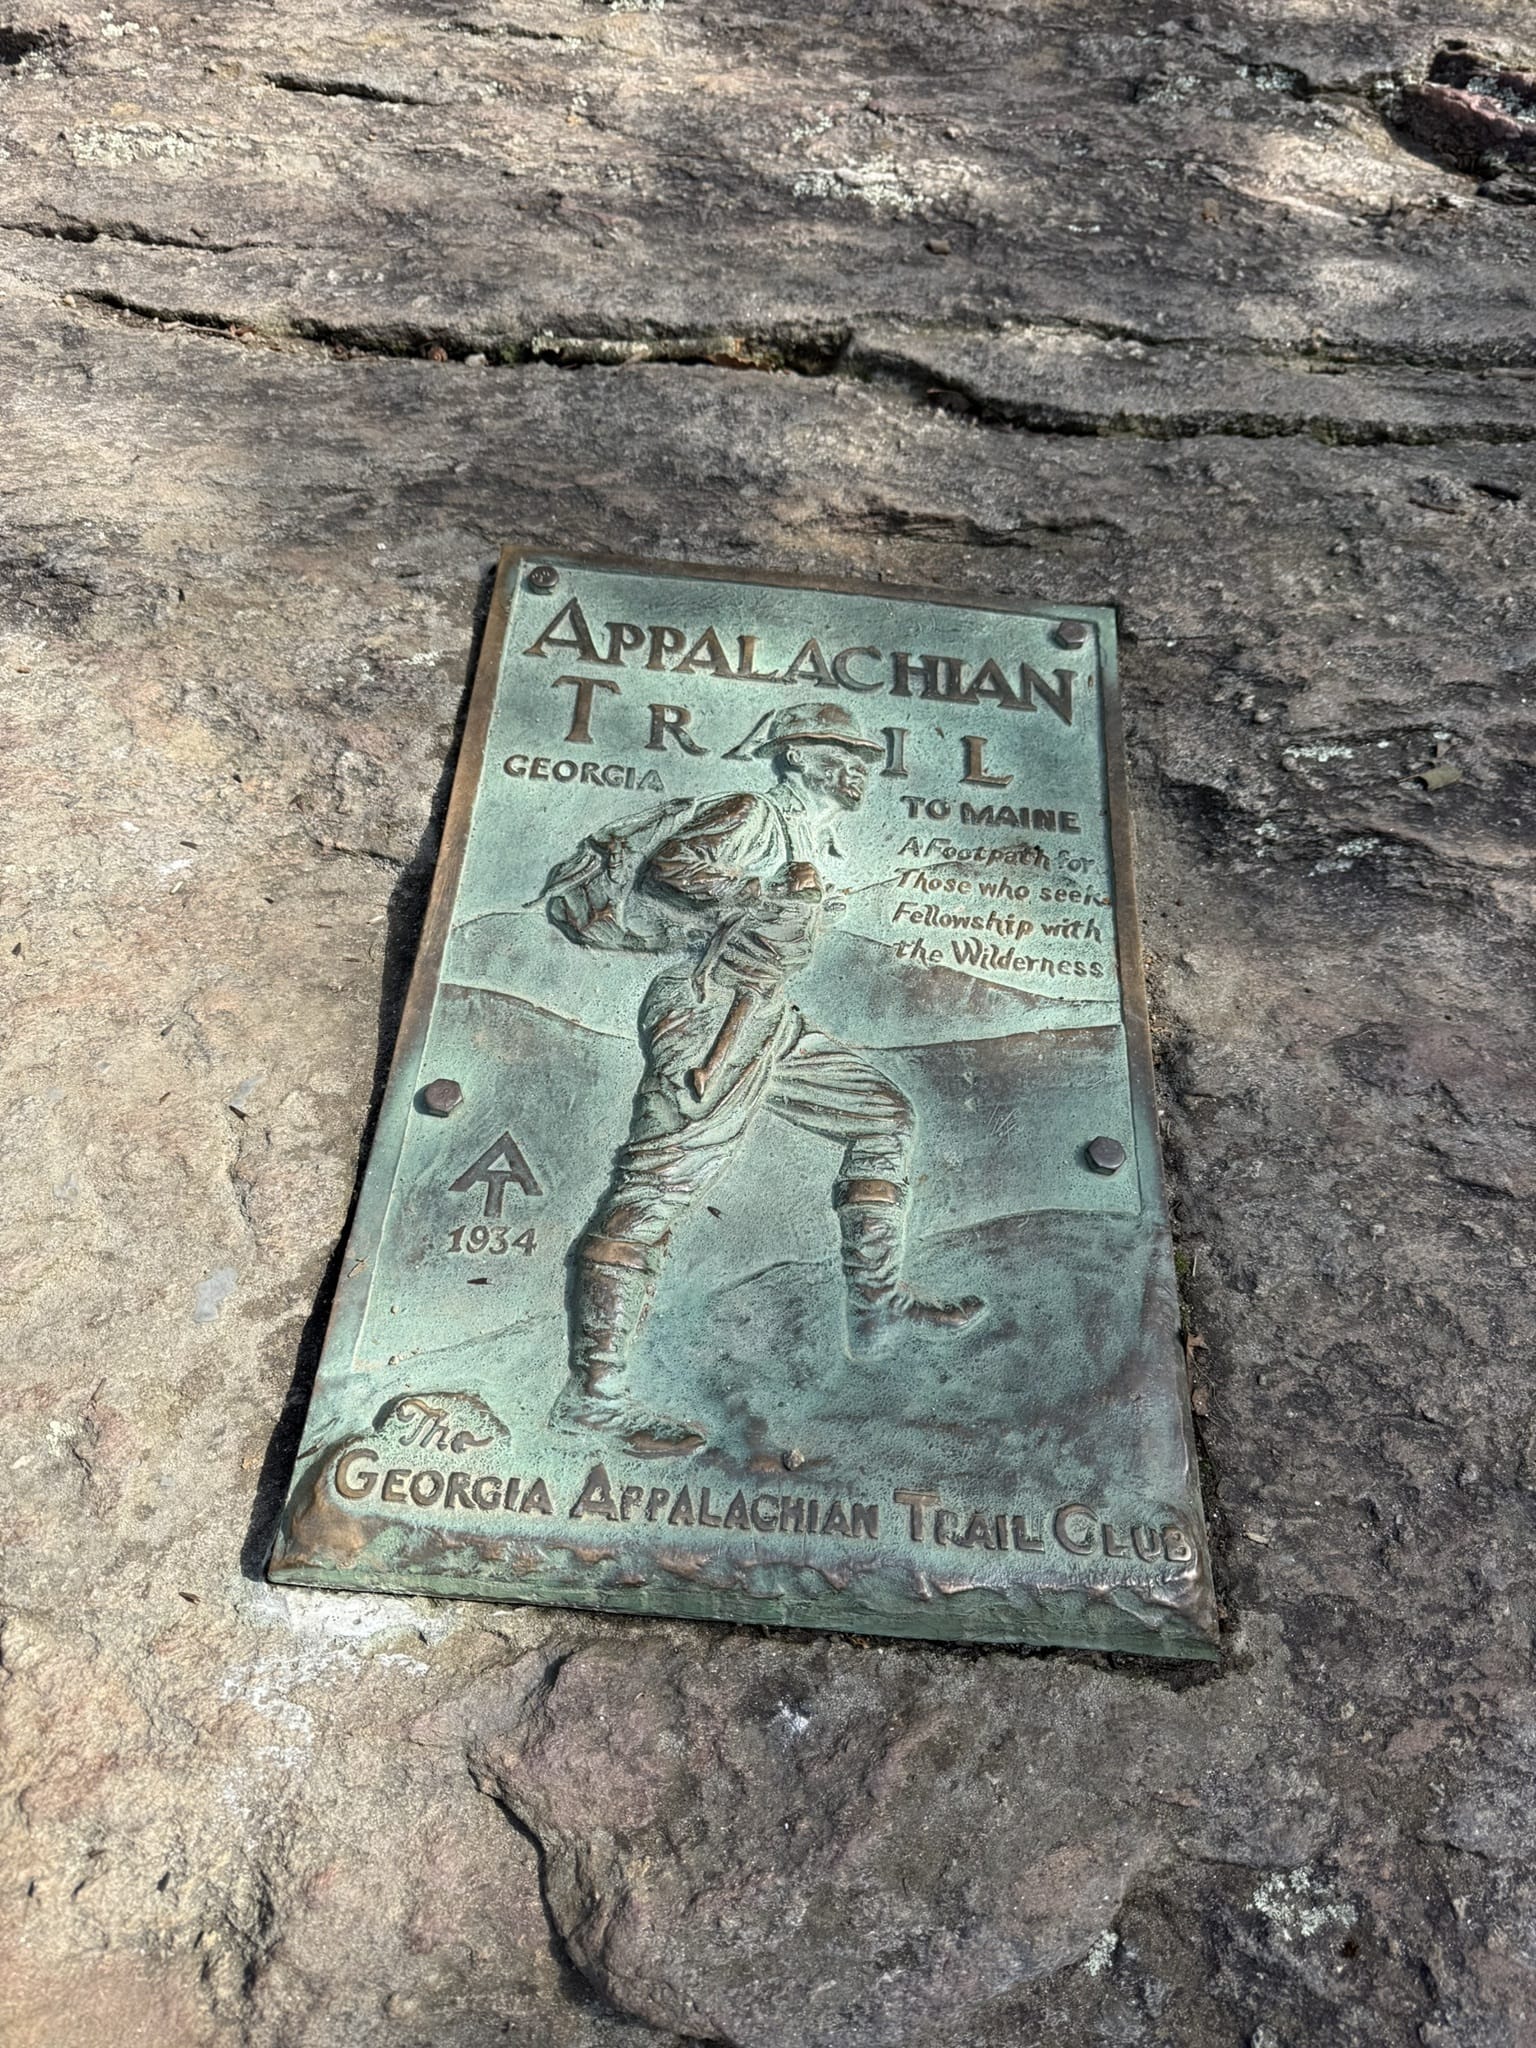 APPALACHIAN
TRAIL
GEORGIA
TO MAINE
A Footpath for
Those who seek
Fellowship with
the Wilderness
AT
1934
The
GEORGIA APPALACHIAN TRAIL CLUB